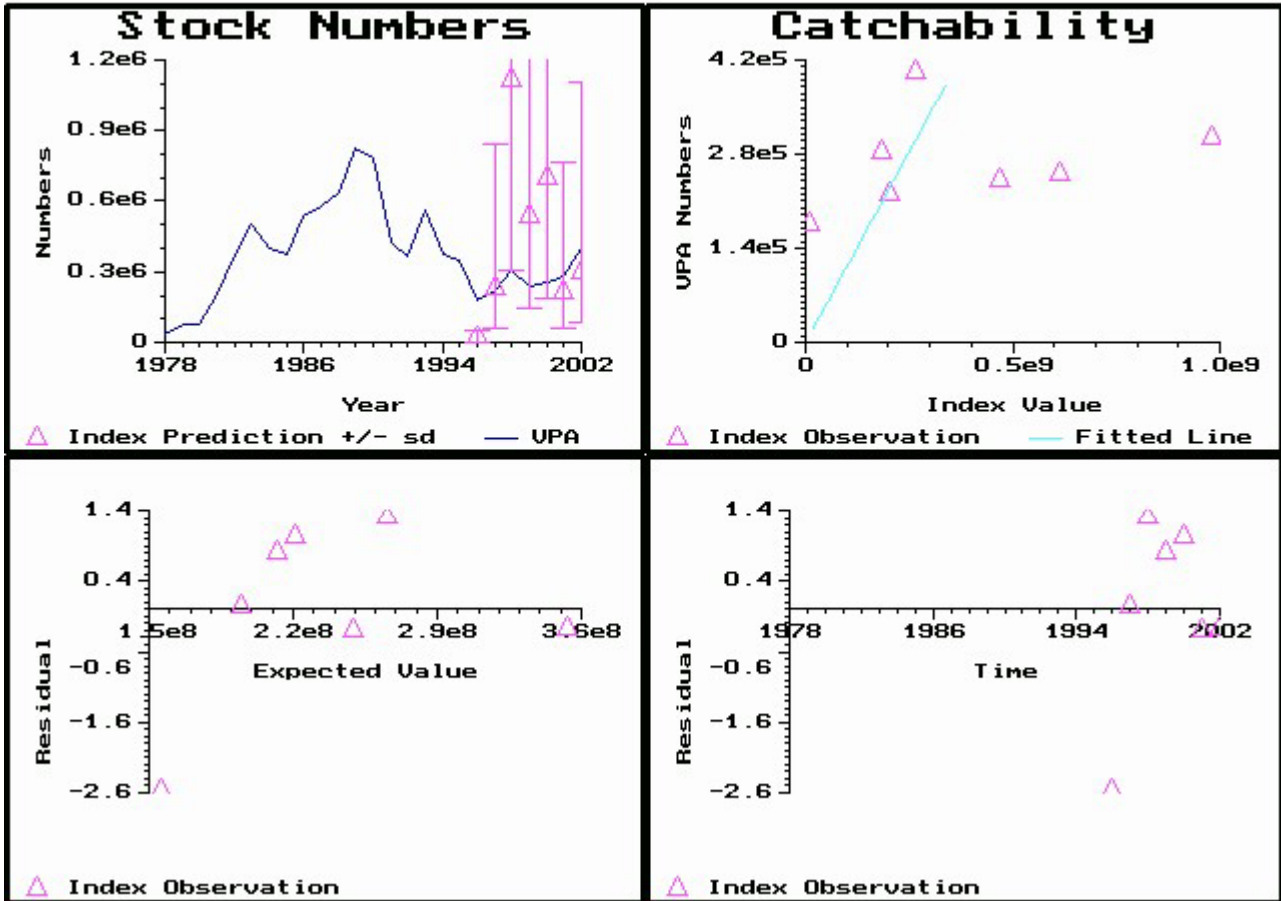 Stock Numbers
1.2e6
0.9e6
0.6e6
0.3e6
0
Numbers
1978 1986 1994 2002
Year
Index Prediction +/- sd VPA
Catchability
4.2e5
2.8e5
1.4e5
0
VPA Numbers
0 0.5e9 1.0e9
Index Value
Index Observation Fitted Line
1.4
0.4
-0.6
-1.6
-2.6
Residual
1.5e8 2.2e8 2.9e8 3.6e8
Expected Value
Index Observation
1.4
0.4
-0.6
-1.6
-2.6
Residual
1978 1986 1994 2002
Time
Index Observation